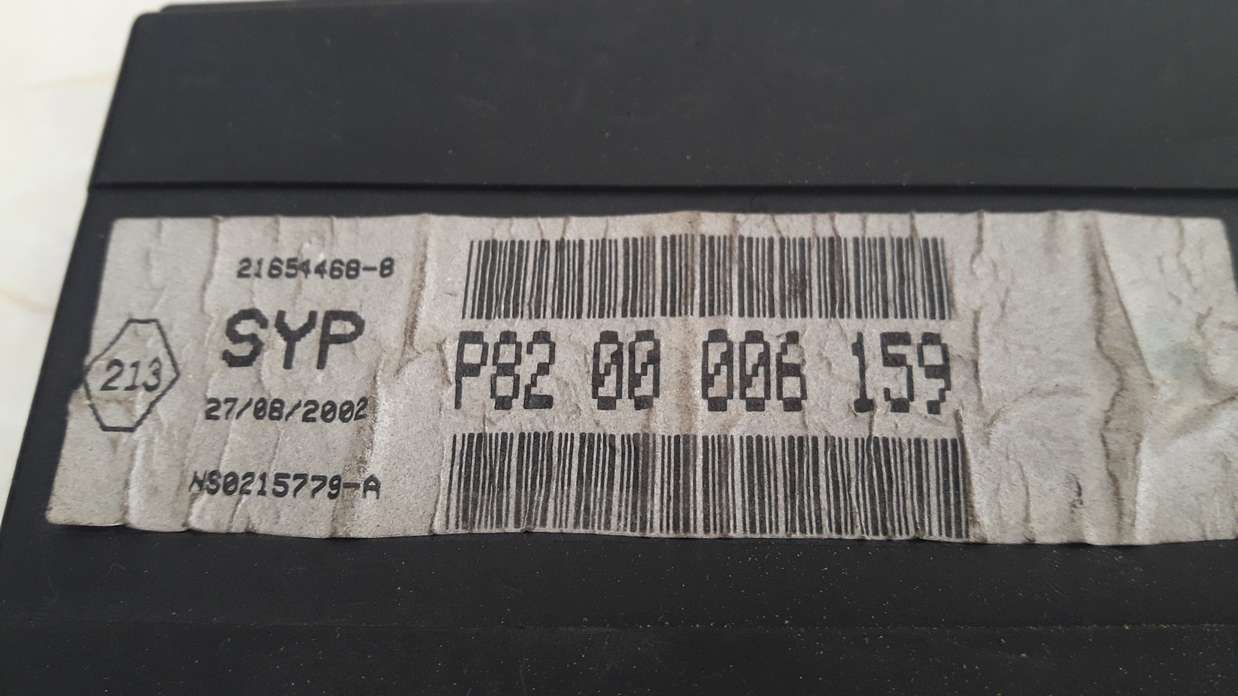 21654468-8
SYP
213
27/08/2002
NS0215779-A
P82 00 006 159